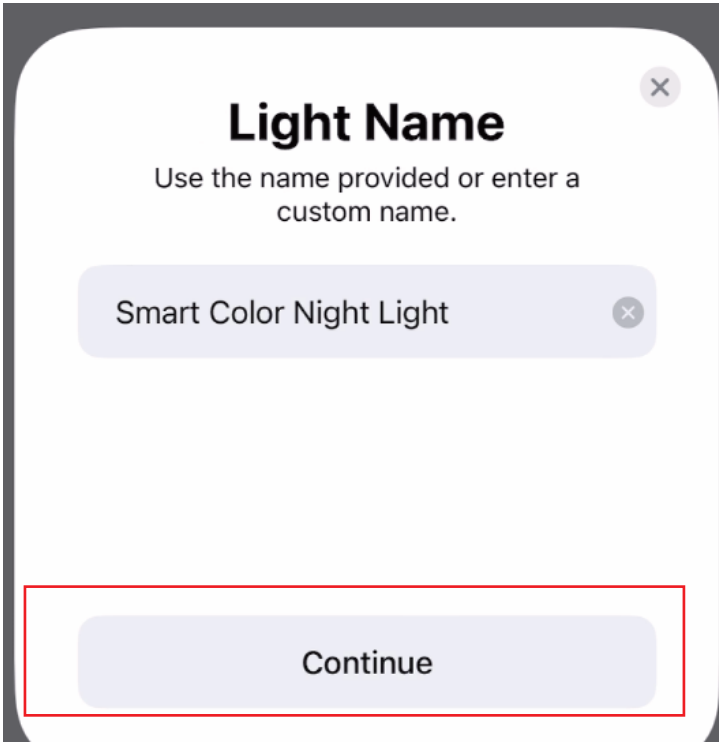 Light Name
Use the name provided or enter a
custom name.
Smart Color Night Light
Continue